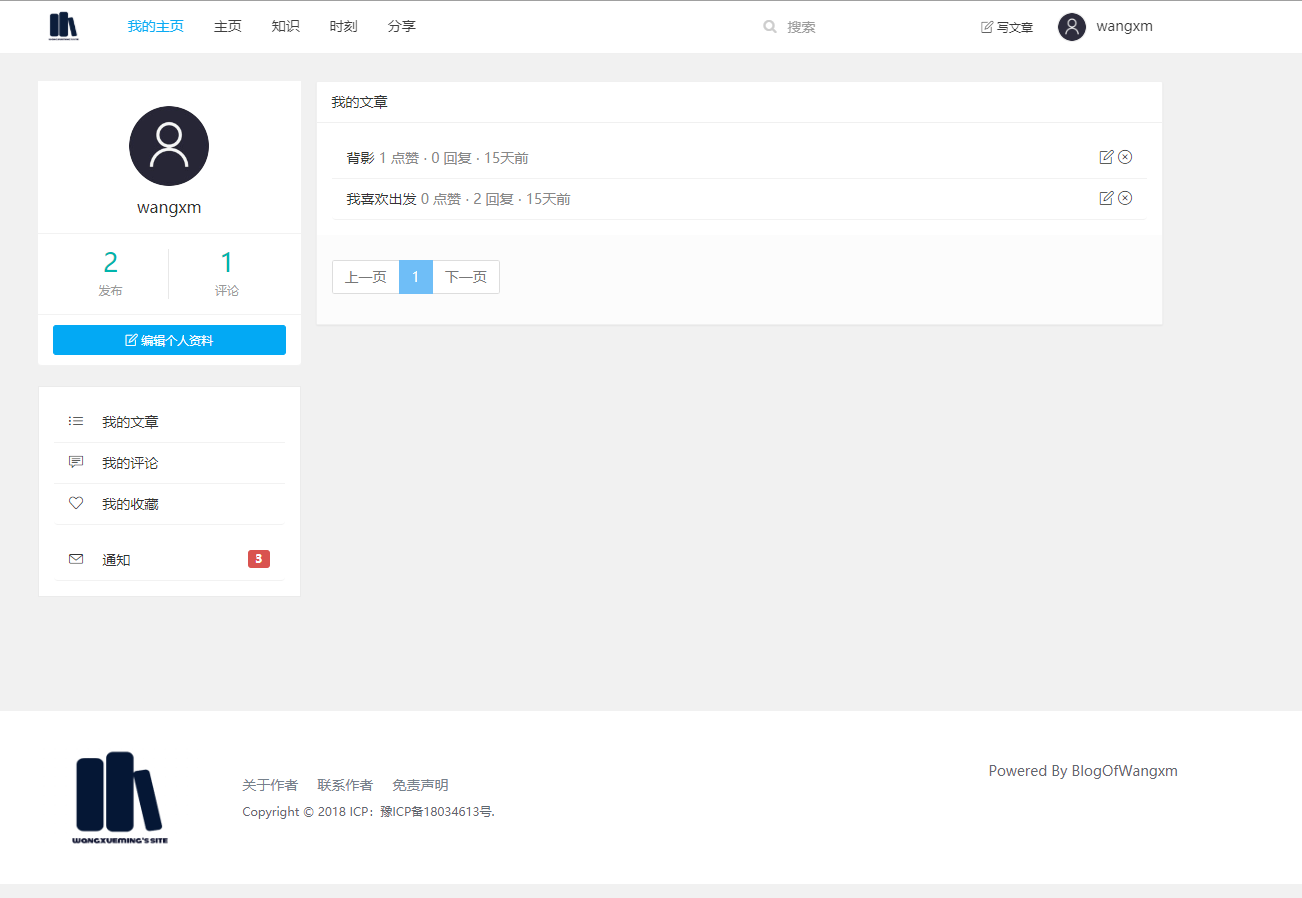 我的主页 主页 知识 时刻 分享 搜索 写文章 wangxm
wangxm
2 1
发布 评论
编辑个人资料
我的文章
我的评论
我的收藏
通知 3
我的文章
背影 1 点赞 · 0 回复 · 15天前
我喜欢出发 0 点赞 · 2 回复 · 15天前
上一页 1 下一页
WANGXUEMING'S SITE
关于作者 联系作者 免责声明
Copyright © 2018 ICP：豫ICP备18034613号.
Powered By BlogOfWangxm